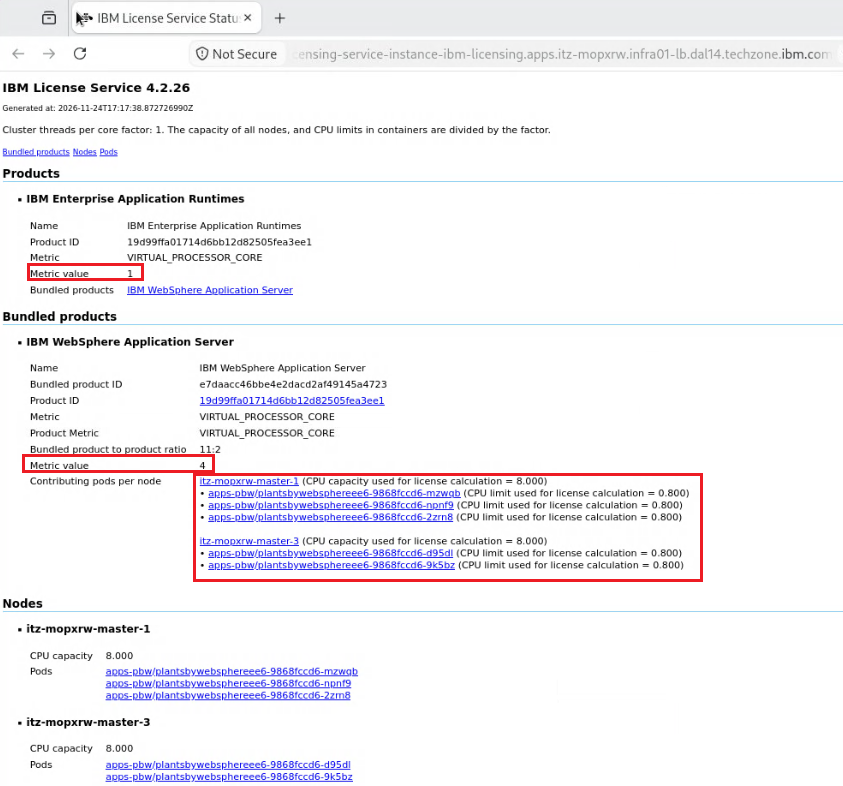 IBM License Service Statu
Not Secure
ensing-service-instance-ibm-licensing.apps.itz-mopxrw.infra01-lb.dal14.techzone.ibm.com
IBM License Service 4.2.26
Generated at: 2026-11-24T17:17:38.872726990Z
Cluster threads per core factor: 1. The capacity of all nodes, and CPU limits in containers are divided by the factor.
Bundled products Nodes Pods
Products
▪ IBM Enterprise Application Runtimes
Name IBM Enterprise Application Runtimes
Product ID 19d99ffa01714d6bb12d82505fea3ee1
Metric VIRTUAL_PROCESSOR_CORE
Metric value 1
Bundled products IBM WebSphere Application Server
Bundled products
▪ IBM WebSphere Application Server
Name IBM WebSphere Application Server
Bundled product ID e7daacc46bbe4e2dacd2af49145a4723
Product ID 19d99ffa01714d6bb12d82505fea3ee1
Metric VIRTUAL_PROCESSOR_CORE
Product Metric VIRTUAL_PROCESSOR_CORE
Bundled product to product ratio 11:2
Metric value 4
Contributing pods per node itz-mopxrw-master-1 (CPU capacity used for license calculation = 8.000)
• apps-pbw/plantsbywebsphereee6-9868fccd6-mzwqb (CPU limit used for license calculation = 0.800)
• apps-pbw/plantsbywebsphereee6-9868fccd6-npnf9 (CPU limit used for license calculation = 0.800)
• apps-pbw/plantsbywebsphereee6-9868fccd6-2zrn8 (CPU limit used for license calculation = 0.800)
itz-mopxrw-master-3 (CPU capacity used for license calculation = 8.000)
• apps-pbw/plantsbywebsphereee6-9868fccd6-d95dl (CPU limit used for license calculation = 0.800)
• apps-pbw/plantsbywebsphereee6-9868fccd6-9k5bz (CPU limit used for license calculation = 0.800)
Nodes
▪ itz-mopxrw-master-1
CPU capacity 8.000
Pods apps-pbw/plantsbywebsphereee6-9868fccd6-mzwqb
apps-pbw/plantsbywebsphereee6-9868fccd6-npnf9
apps-pbw/plantsbywebsphereee6-9868fccd6-2zrn8
▪ itz-mopxrw-master-3
CPU capacity 8.000
Pods apps-pbw/plantsbywebsphereee6-9868fccd6-d95dl
apps-pbw/plantsbywebsphereee6-9868fccd6-9k5bz